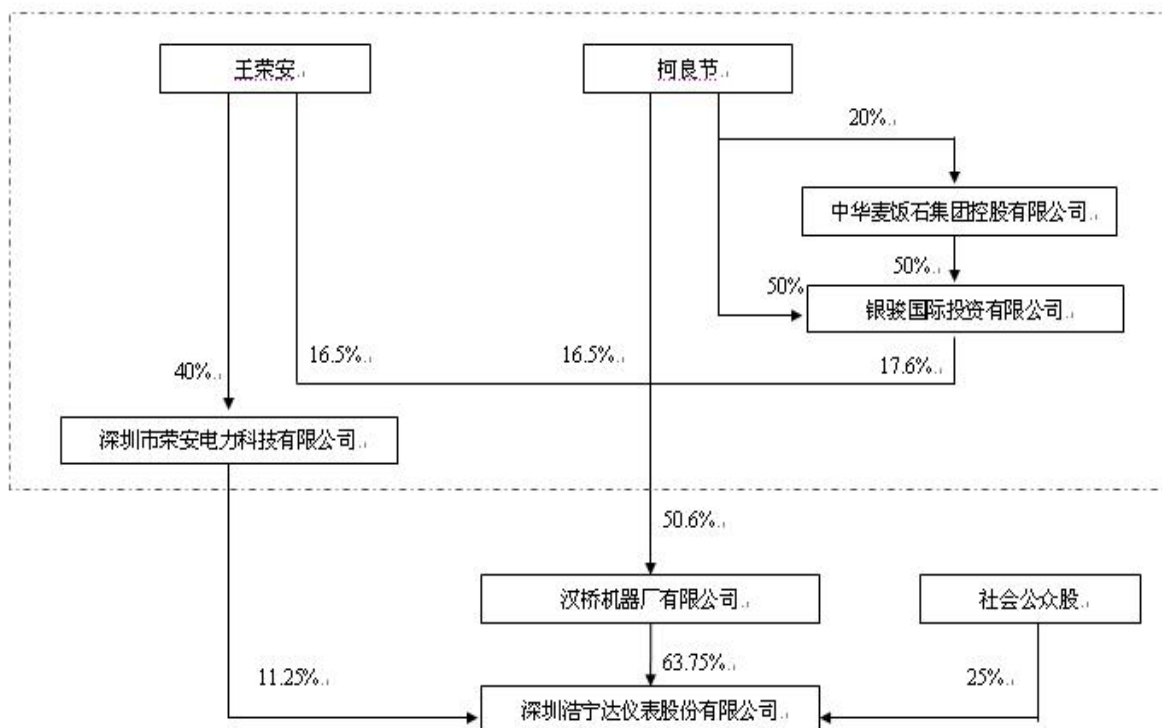 王荣安
柯良节
20%
中华麦饭石集团控股有限公司
50%
50%
银骏国际投资有限公司
16.5%
16.5%
17.6%
40%
深圳市荣安电力科技有限公司
50.6%
汉桥机器厂有限公司
社会公众股
11.25%
63.75%
25%
深圳浩宁达仪表股份有限公司